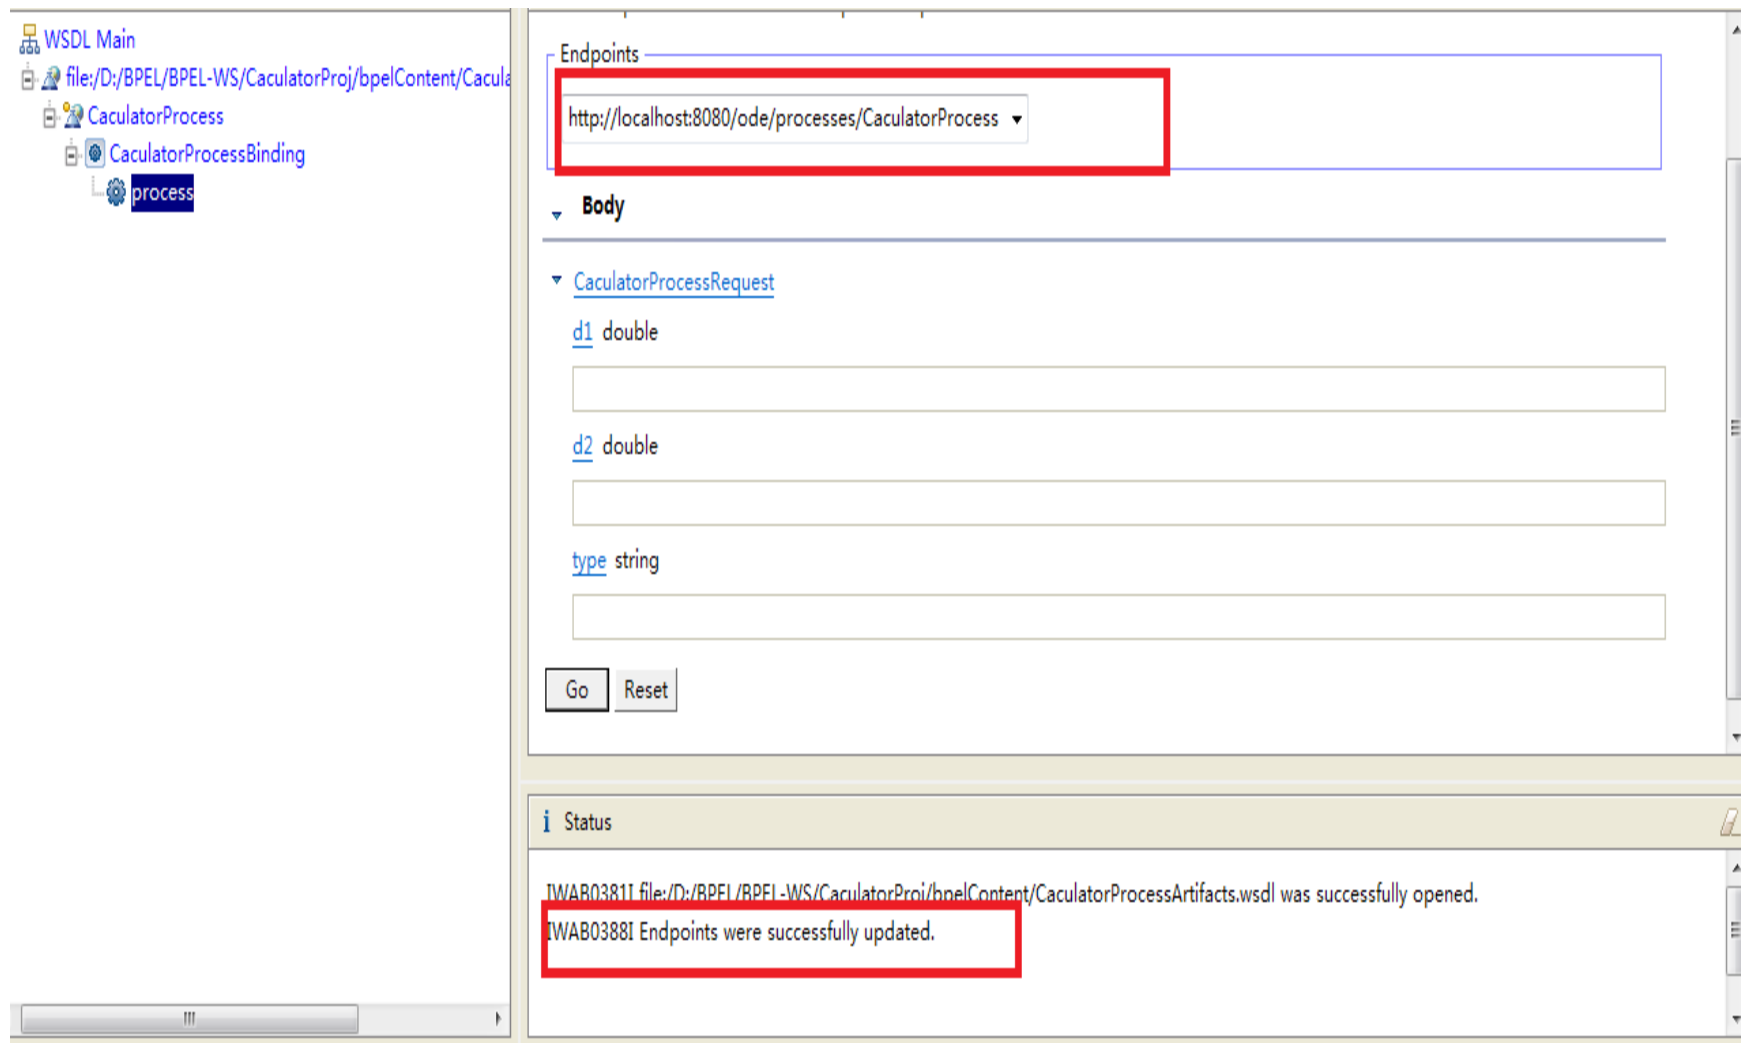 WSDL Main
file:/D:/BPEL/BPEL-WS/CaculatorProj/bpelContent/Cacula
CaculatorProcess
CaculatorProcessBinding
process
Endpoints
http://localhost:8080/ode/processes/CaculatorProcess
Body
CaculatorProcessRequest
d1 double
d2 double
type string
Go Reset
i Status
IWAB0381I file:/D:/BPEL/BPEL-WS/CaculatorProj/bpelContent/CaculatorProcessArtifacts.wsdl was successfully opened.
IWAB0388I Endpoints were successfully updated.